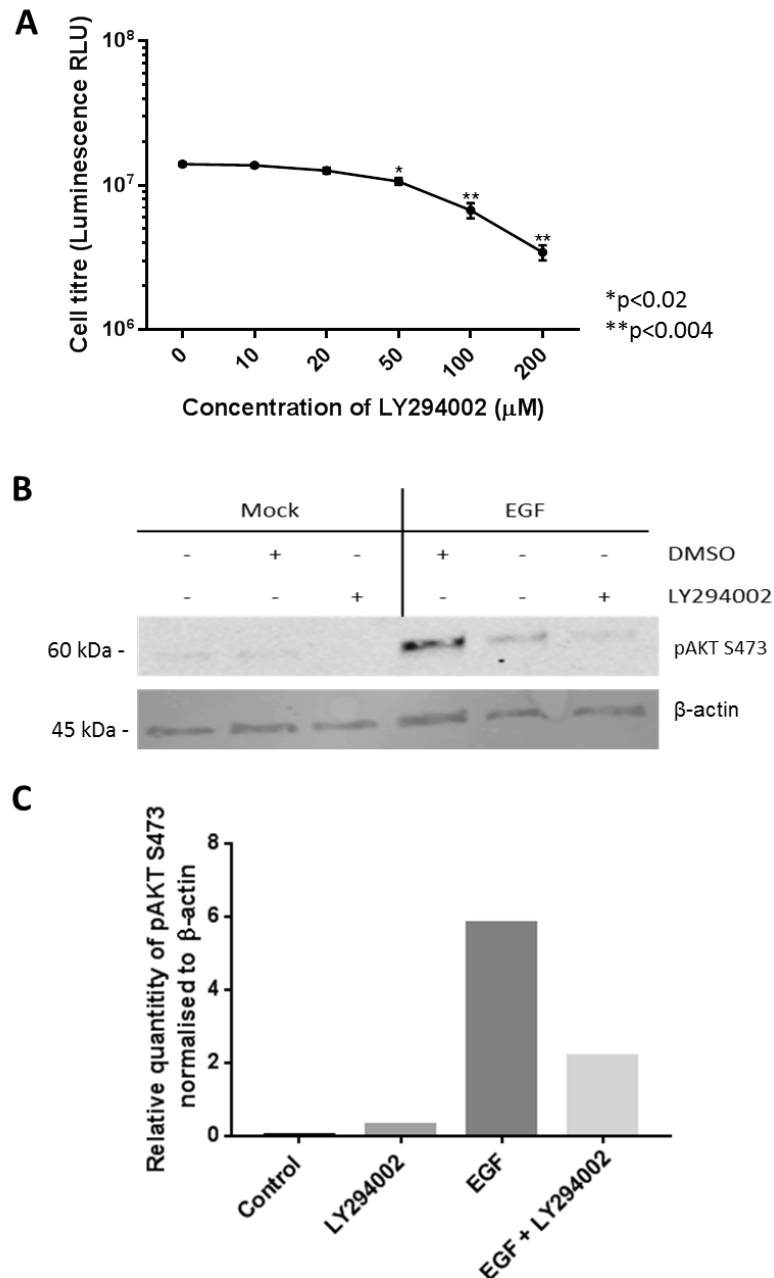 A
Cell titre (Luminescence RLU)
10⁸
10⁷
10⁶
*
**
**
0
10
20
50
100
200
Concentration of LY294002 (μM)
*p<0.02
**p<0.004
B
Mock EGF
- + - + - - DMSO
- - + - - + LY294002
60 kDa - pAKT S473
45 kDa - β-actin
C
Relative quantitity of pAKT S473
normalised to β-actin
8
6
4
2
0
Control
LY294002
EGF
EGF + LY294002